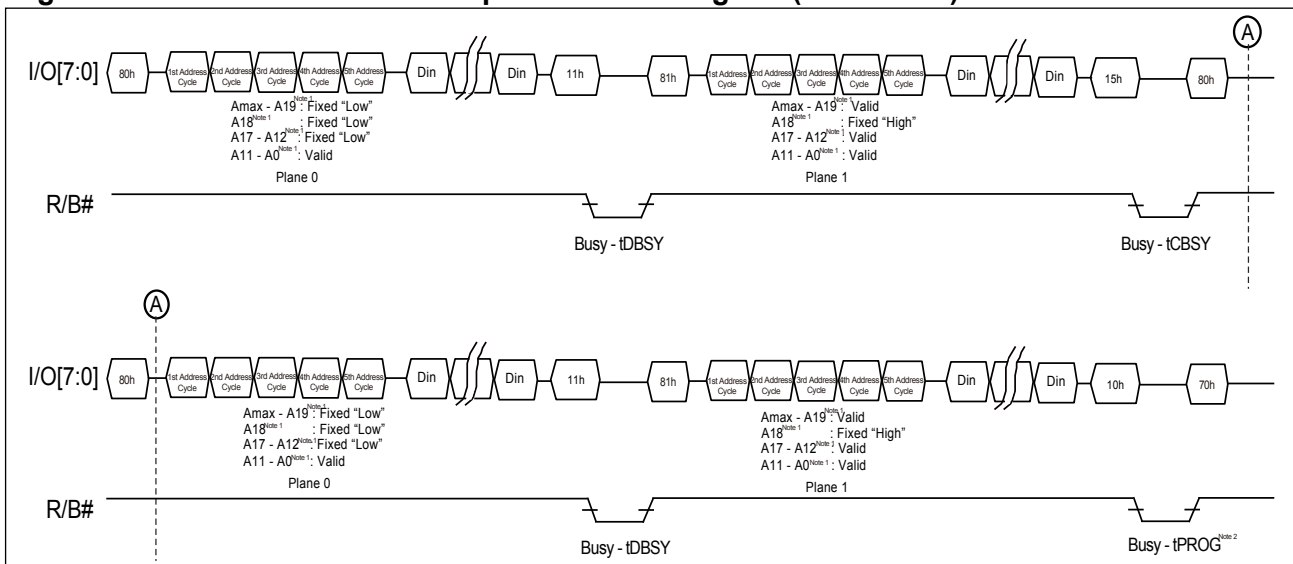 A
I/O[7:0] 80h 1st Address Cycle 2nd Address Cycle 3rd Address Cycle 4th Address Cycle 5th Address Cycle Din Din 11h 81h 1st Address Cycle 2nd Address Cycle 3rd Address Cycle 4th Address Cycle 5th Address Cycle Din Din 15h 80h
Amax - A19 Note 1 : Fixed “Low”
A18 Note 1 : Fixed “Low”
A17 - A12 Note 1 : Fixed “Low”
A11 - A0 Note 1 : Valid
Plane 0
Amax - A19 Note 1 : Valid
A18 Note 1 : Fixed “High”
A17 - A12 Note 1 : Valid
A11 - A0 Note 1 : Valid
Plane 1
R/B#
Busy - tDBSY
Busy - tCBSY
A
I/O[7:0] 80h 1st Address Cycle 2nd Address Cycle 3rd Address Cycle 4th Address Cycle 5th Address Cycle Din Din 11h 81h 1st Address Cycle 2nd Address Cycle 3rd Address Cycle 4th Address Cycle 5th Address Cycle Din Din 10h 70h
Amax - A19 Note 1 : Fixed “Low”
A18 Note 1 : Fixed “Low”
A17 - A12 Note 1 : Fixed “Low”
A11 - A0 Note 1 : Valid
Plane 0
Amax - A19 Note 1 : Valid
A18 Note 1 : Fixed “High”
A17 - A12 Note 1 : Valid
A11 - A0 Note 1 : Valid
Plane 1
R/B#
Busy - tDBSY
Busy - tPROG Note 2